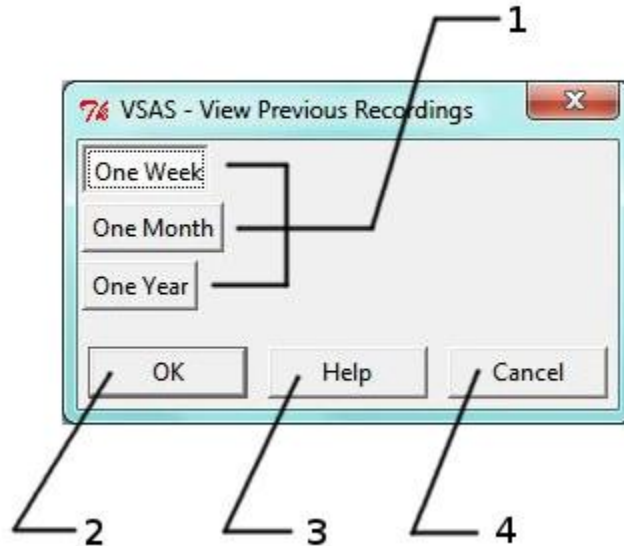 1
VSAS - View Previous Recordings
One Week
One Month
One Year
OK Help Cancel
2 3 4